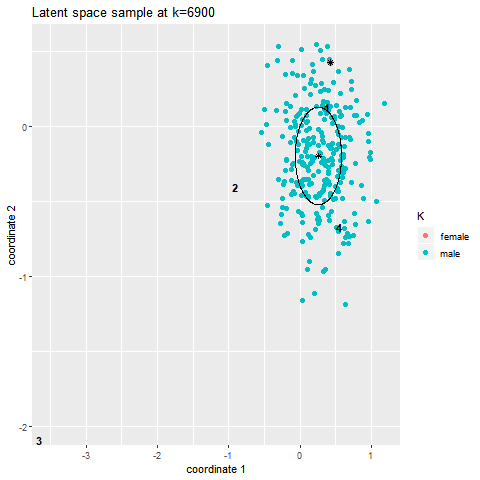 Latent space sample at k=6900
0
2
K
female
male
4
coordinate 2
-1
-2
3
-3
-2
-1
0
1
coordinate 1